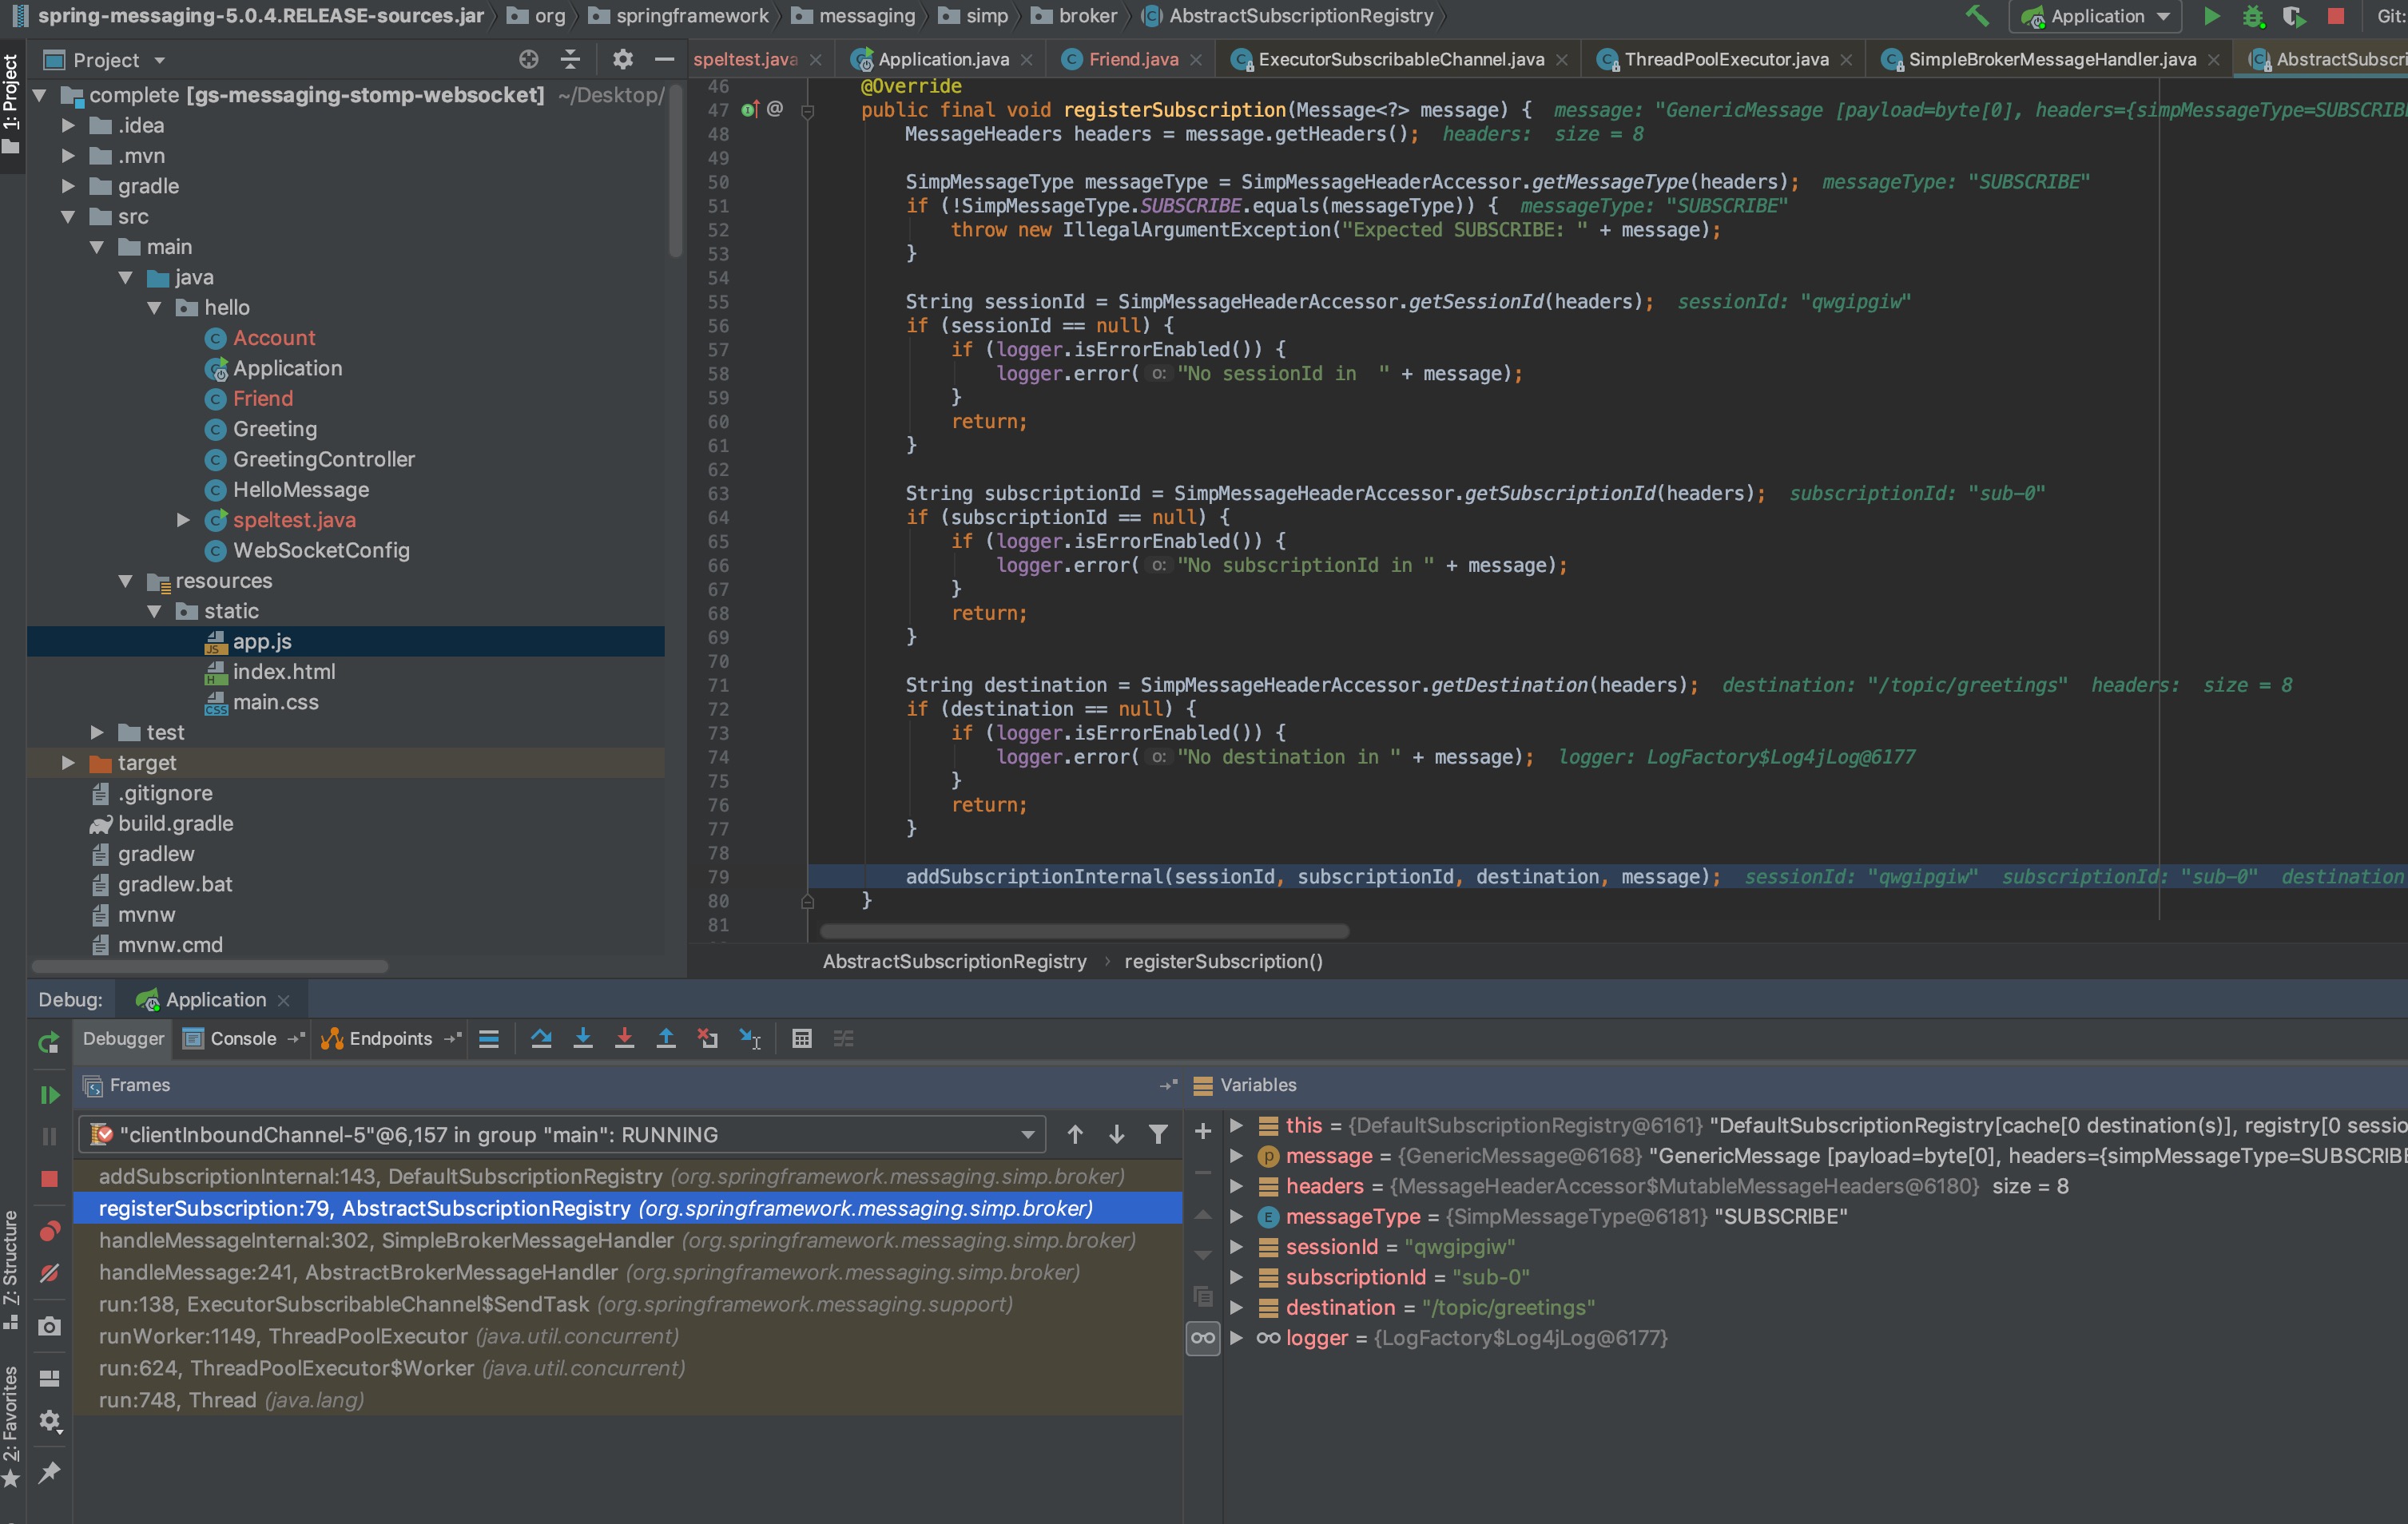 spring-messaging-5.0.4.RELEASE-sources.jar org springframework messaging simp broker AbstractSubscriptionRegistry Application Git:
1: Project
Project
speltest.java Application.java Friend.java ExecutorSubscribableChannel.java ThreadPoolExecutor.java SimpleBrokerMessageHandler.java AbstractSubscri
complete [gs-messaging-stomp-websocket] ~/Desktop/
.idea
.mvn
gradle
src
main
java
hello
Account
Application
Friend
Greeting
GreetingController
HelloMessage
speltest.java
WebSocketConfig
resources
static
app.js
index.html
main.css
test
target
.gitignore
build.gradle
gradlew
gradlew.bat
mvnw
mvnw.cmd
46 @Override
47 public final void registerSubscription(Message<?> message) { message: "GenericMessage [payload=byte[0], headers={simpMessageType=SUBSCRIBE
48 MessageHeaders headers = message.getHeaders(); headers: size = 8
49
50 SimpMessageType messageType = SimpMessageHeaderAccessor.getMessageType(headers); messageType: "SUBSCRIBE"
51 if (!SimpMessageType.SUBSCRIBE.equals(messageType)) { messageType: "SUBSCRIBE"
52 throw new IllegalArgumentException("Expected SUBSCRIBE: " + message);
53 }
54
55 String sessionId = SimpMessageHeaderAccessor.getSessionId(headers); sessionId: "qwgipgiw"
56 if (sessionId == null) {
57 if (logger.isErrorEnabled()) {
58 logger.error( o: "No sessionId in  " + message);
59 }
60 return;
61 }
62
63 String subscriptionId = SimpMessageHeaderAccessor.getSubscriptionId(headers); subscriptionId: "sub-0"
64 if (subscriptionId == null) {
65 if (logger.isErrorEnabled()) {
66 logger.error( o: "No subscriptionId in " + message);
67 }
68 return;
69 }
70
71 String destination = SimpMessageHeaderAccessor.getDestination(headers); destination: "/topic/greetings" headers: size = 8
72 if (destination == null) {
73 if (logger.isErrorEnabled()) {
74 logger.error( o: "No destination in " + message); logger: LogFactory$Log4jLog@6177
75 }
76 return;
77 }
78
79 addSubscriptionInternal(sessionId, subscriptionId, destination, message); sessionId: "qwgipgiw" subscriptionId: "sub-0" destination
80 }
81
AbstractSubscriptionRegistry registerSubscription()
Debug: Application
Debugger Console Endpoints
Frames
"clientInboundChannel-5"@6,157 in group "main": RUNNING
addSubscriptionInternal:143, DefaultSubscriptionRegistry (org.springframework.messaging.simp.broker)
registerSubscription:79, AbstractSubscriptionRegistry (org.springframework.messaging.simp.broker)
handleMessageInternal:302, SimpleBrokerMessageHandler (org.springframework.messaging.simp.broker)
handleMessage:241, AbstractBrokerMessageHandler (org.springframework.messaging.simp.broker)
run:138, ExecutorSubscribableChannel$SendTask (org.springframework.messaging.support)
runWorker:1149, ThreadPoolExecutor (java.util.concurrent)
run:624, ThreadPoolExecutor$Worker (java.util.concurrent)
run:748, Thread (java.lang)
Variables
this = {DefaultSubscriptionRegistry@6161} "DefaultSubscriptionRegistry[cache[0 destination(s)], registry[0 sessio
message = {GenericMessage@6168} "GenericMessage [payload=byte[0], headers={simpMessageType=SUBSCRIBE
headers = {MessageHeaderAccessor$MutableMessageHeaders@6180} size = 8
messageType = {SimpMessageType@6181} "SUBSCRIBE"
sessionId = "qwgipgiw"
subscriptionId = "sub-0"
destination = "/topic/greetings"
logger = {LogFactory$Log4jLog@6177}
Z: Structure
2: Favorites